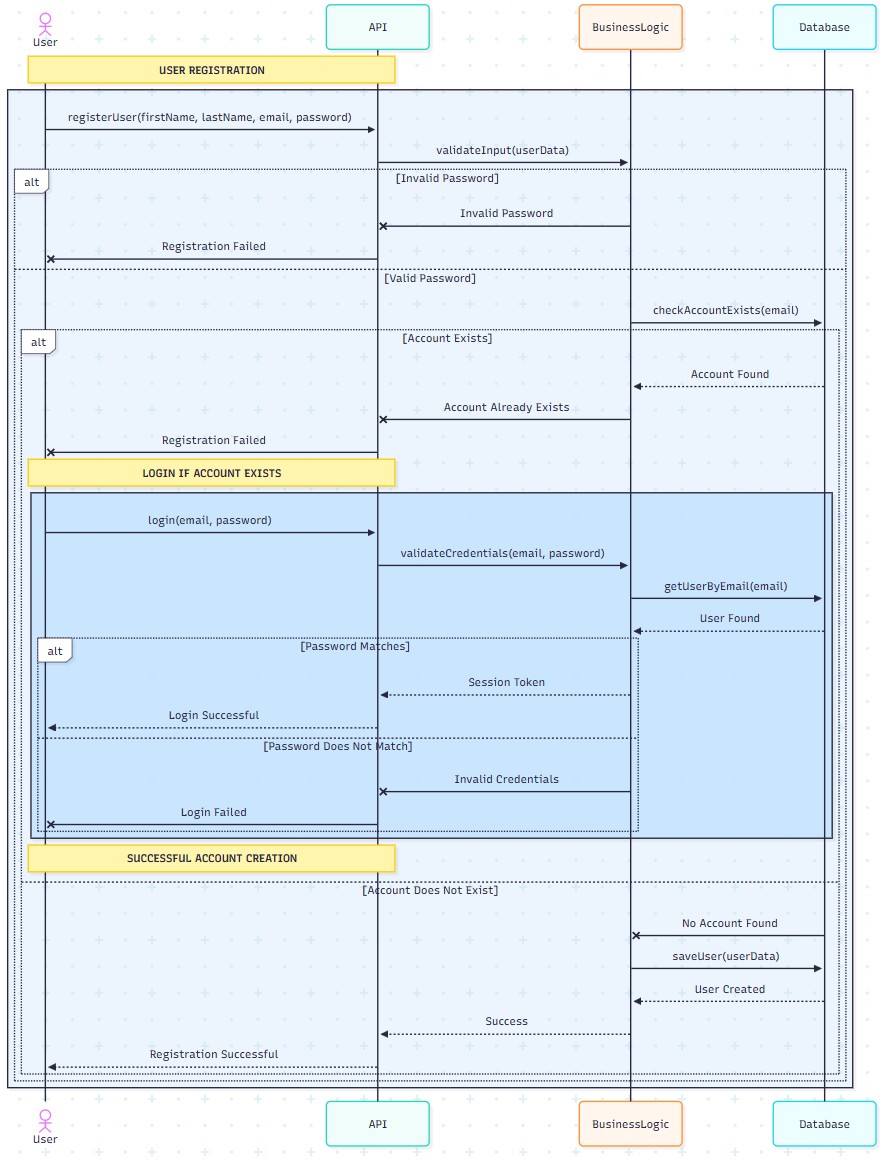 API
BusinessLogic
Database
User
USER REGISTRATION
registerUser(firstName, lastName, email, password)
validateInput(userData)
alt
[Invalid Password]
Invalid Password
Registration Failed
[Valid Password]
checkAccountExists(email)
alt
[Account Exists]
Account Found
Account Already Exists
Registration Failed
LOGIN IF ACCOUNT EXISTS
login(email, password)
validateCredentials(email, password)
getUserByEmail(email)
User Found
alt
[Password Matches]
Session Token
Login Successful
[Password Does Not Match]
Invalid Credentials
Login Failed
SUCCESSFUL ACCOUNT CREATION
[Account Does Not Exist]
No Account Found
saveUser(userData)
User Created
Success
Registration Successful
User
API
BusinessLogic
Database